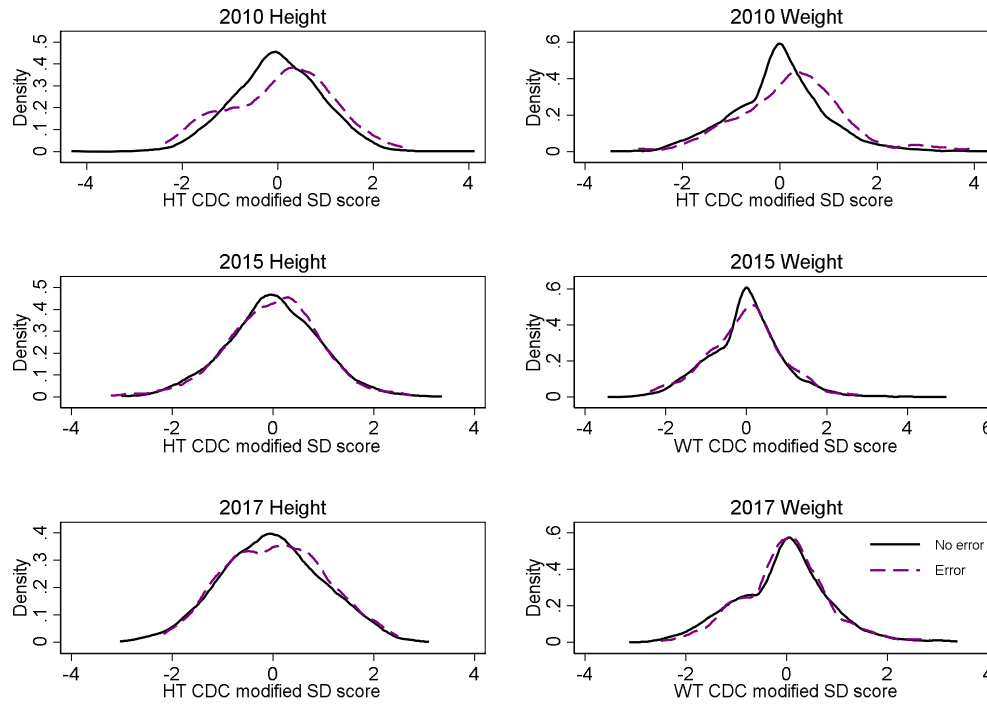 2010 Height
Density
0 .1 .2 .3 .4 .5
-4 -2 0 2 4
HT CDC modified SD score
2010 Weight
Density
0 .2 .4 .6
-4 -2 0 2 4
HT CDC modified SD score
2015 Height
Density
0 .1 .2 .3 .4 .5
-4 -2 0 2 4
HT CDC modified SD score
2015 Weight
Density
0 .2 .4 .6
-4 -2 0 2 4 6
WT CDC modified SD score
2017 Height
Density
0 .1 .2 .3 .4
-4 -2 0 2 4
HT CDC modified SD score
2017 Weight
Density
0 .2 .4 .6
No error
Error
-4 -2 0 2 4
WT CDC modified SD score